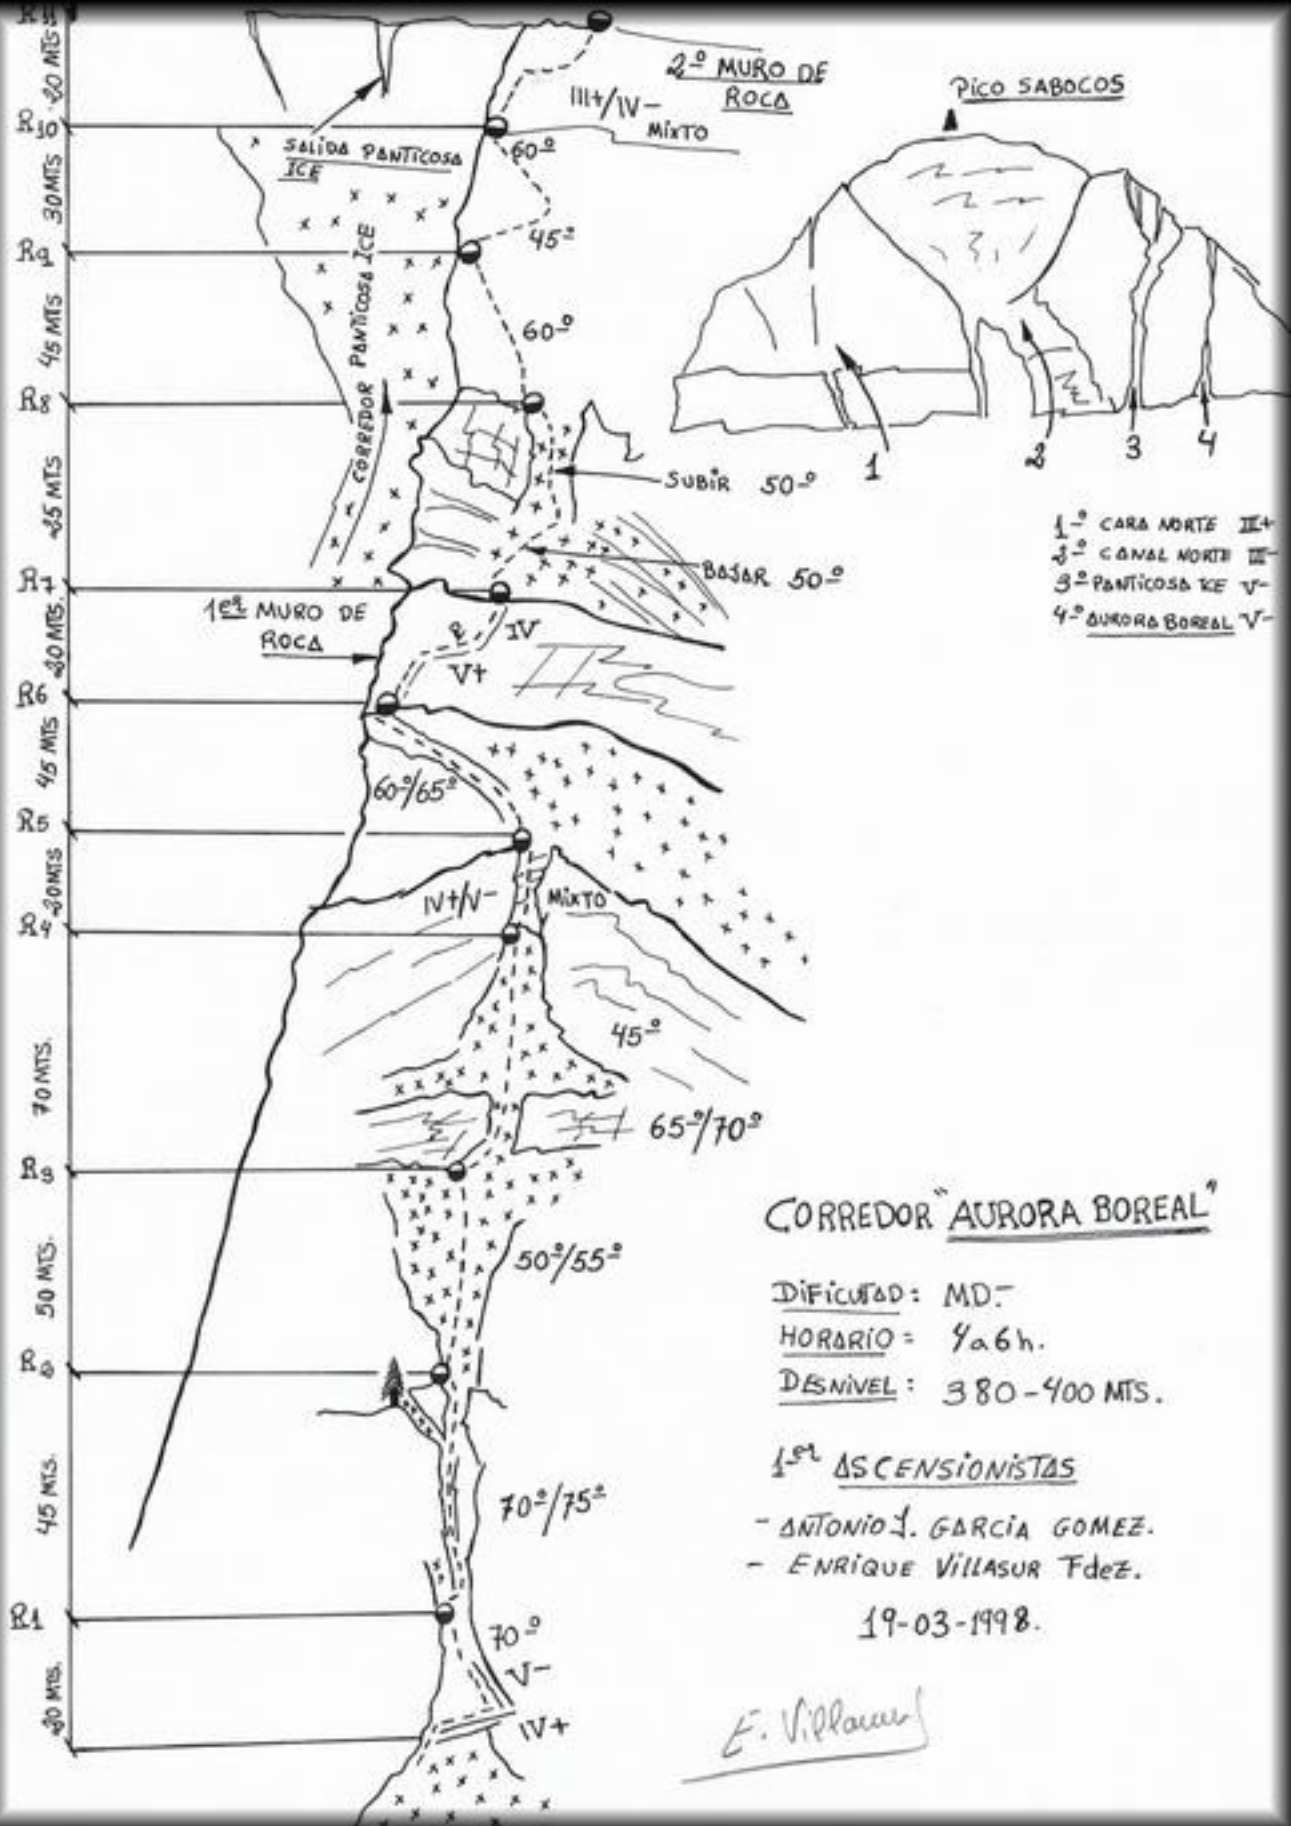 R11
20 MTS
2º MURO DE
ROCA
III+/IV-
MIXTO
R10
SALIDA PANTICOSA
ICE
60º
30 MTS
45º
R9
CORREDOR PANTICOSA ICE
45 MTS
60º
R8
SUBIR 50º
25 MTS
BAJAR 50º
R7
1er MURO DE
ROCA
20 MTS.
IV
V+
R6
45 MTS
60º/65º
R5
20 MTS
IV+/V-
MIXTO
R4
45º
70 MTS.
65º/70º
R3
50º/55º
50 MTS.
R2
70º/75º
45 MTS.
R1
70º
V-
20 MTS.
IV+
PICO SABOCOS
1
2
3
4
1º CARA NORTE III+
2º CANAL NORTE III-
3º PANTICOSA ICE V-
4º AURORA BOREAL V-
CORREDOR "AURORA BOREAL"
DIFICUTAD: MD-
HORARIO: 4 a 6 h.
DESNIVEL: 380-400 MTS.
1er ASCENSIONISTAS
- ANTONIO J. GARCIA GOMEZ.
- ENRIQUE VILLASUR Fdez.
19-03-1998.
E. Villasur